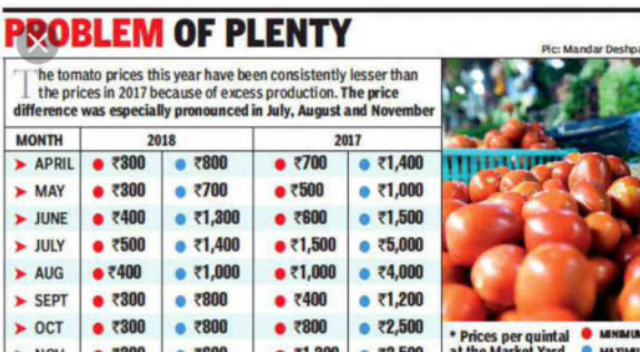 PROBLEM OF PLENTY
Pic: Mandar Deshpa
The tomato prices this year have been consistently lesser than
the prices in 2017 because of excess production. The price
difference was especially pronounced in July, August and November
MONTH 2018 2017
APRIL ₹300 ₹800 ₹700 ₹1,400
MAY ₹300 ₹700 ₹500 ₹1,000
JUNE ₹400 ₹1,300 ₹600 ₹1,500
JULY ₹500 ₹1,400 ₹1,500 ₹5,000
AUG ₹400 ₹1,000 ₹1,000 ₹4,000
SEPT ₹300 ₹800 ₹400 ₹1,200
OCT ₹300 ₹800 ₹800 ₹2,500
* Prices per quintal
at the Market Yard